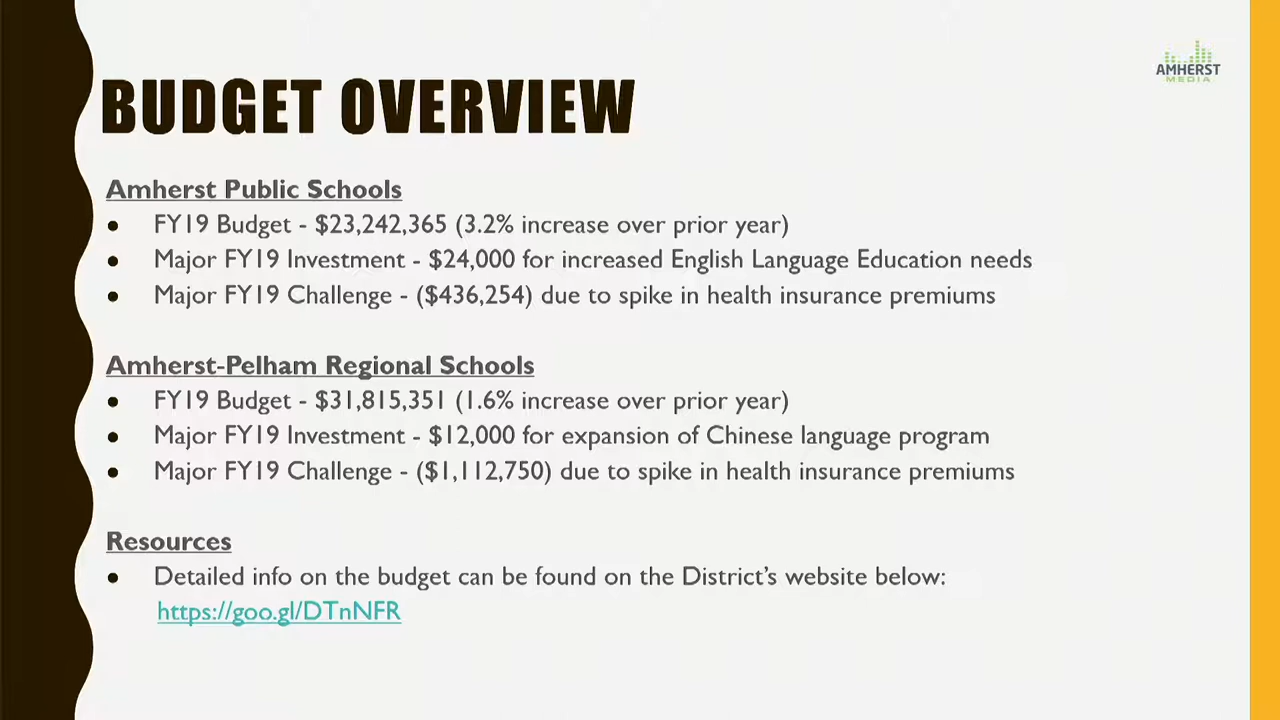 AMHERST
MEDIA
BUDGET OVERVIEW
Amherst Public Schools
● FY19 Budget - $23,242,365 (3.2% increase over prior year)
● Major FY19 Investment - $24,000 for increased English Language Education needs
● Major FY19 Challenge - ($436,254) due to spike in health insurance premiums
Amherst-Pelham Regional Schools
● FY19 Budget - $31,815,351 (1.6% increase over prior year)
● Major FY19 Investment - $12,000 for expansion of Chinese language program
● Major FY19 Challenge - ($1,112,750) due to spike in health insurance premiums
Resources
● Detailed info on the budget can be found on the District's website below:
https://goo.gl/DTnNFR